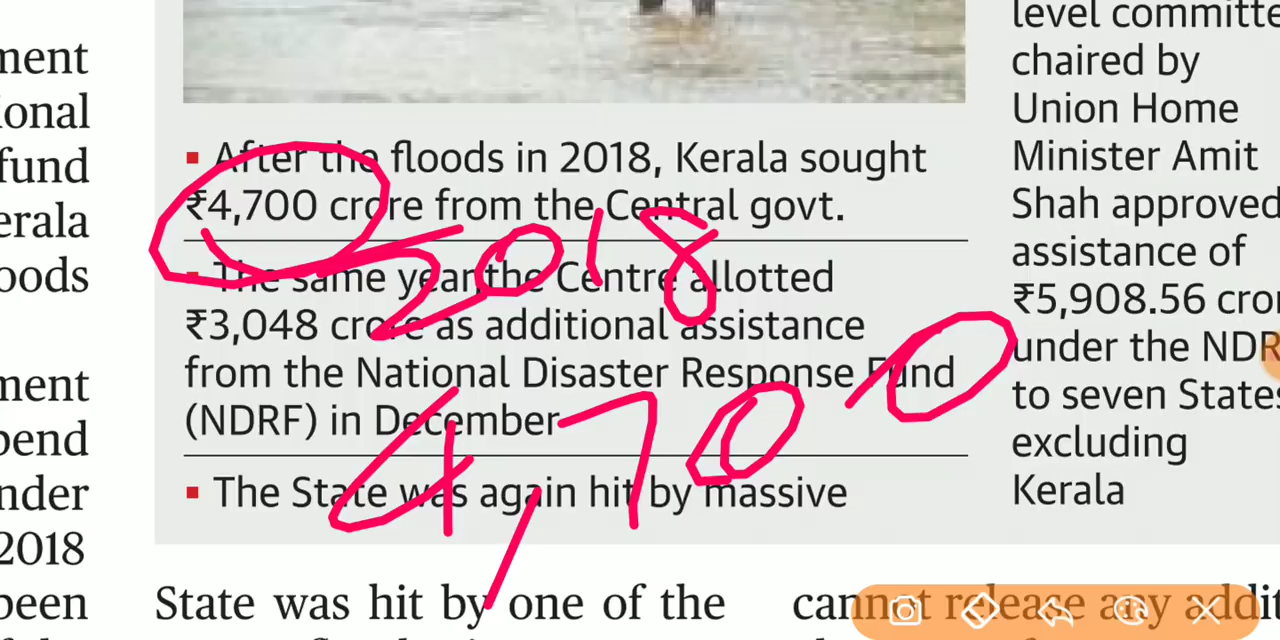 ment
ional
fund
erala
oods
ment
pend
nder
2018
been
▪ After the floods in 2018, Kerala sought
₹4,700 crore from the Central govt.
▪ The same year, the Centre allotted
₹3,048 crore as additional assistance
from the National Disaster Response Fund
(NDRF) in December
▪ The State was again hit by massive
2018
4,700
level committe
chaired by
Union Home
Minister Amit
Shah approved
assistance of
₹5,908.56 cror
under the NDR
to seven States
excluding
Kerala
State was hit by one of the
cannot release any addit